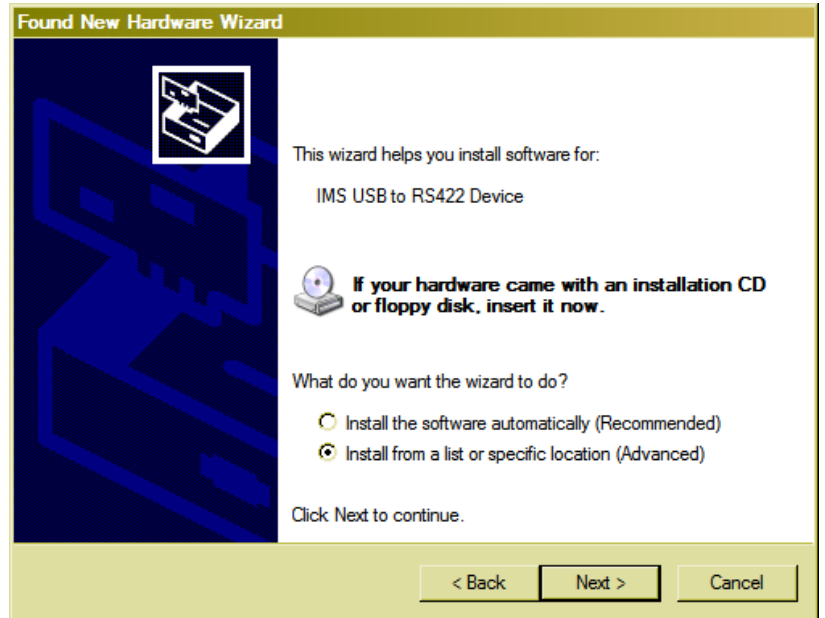 Found New Hardware Wizard
This wizard helps you install software for:
IMS USB to RS422 Device
If your hardware came with an installation CD
or floppy disk, insert it now.
What do you want the wizard to do?
Install the software automatically (Recommended)
Install from a list or specific location (Advanced)
Click Next to continue.
< Back
Next >
Cancel